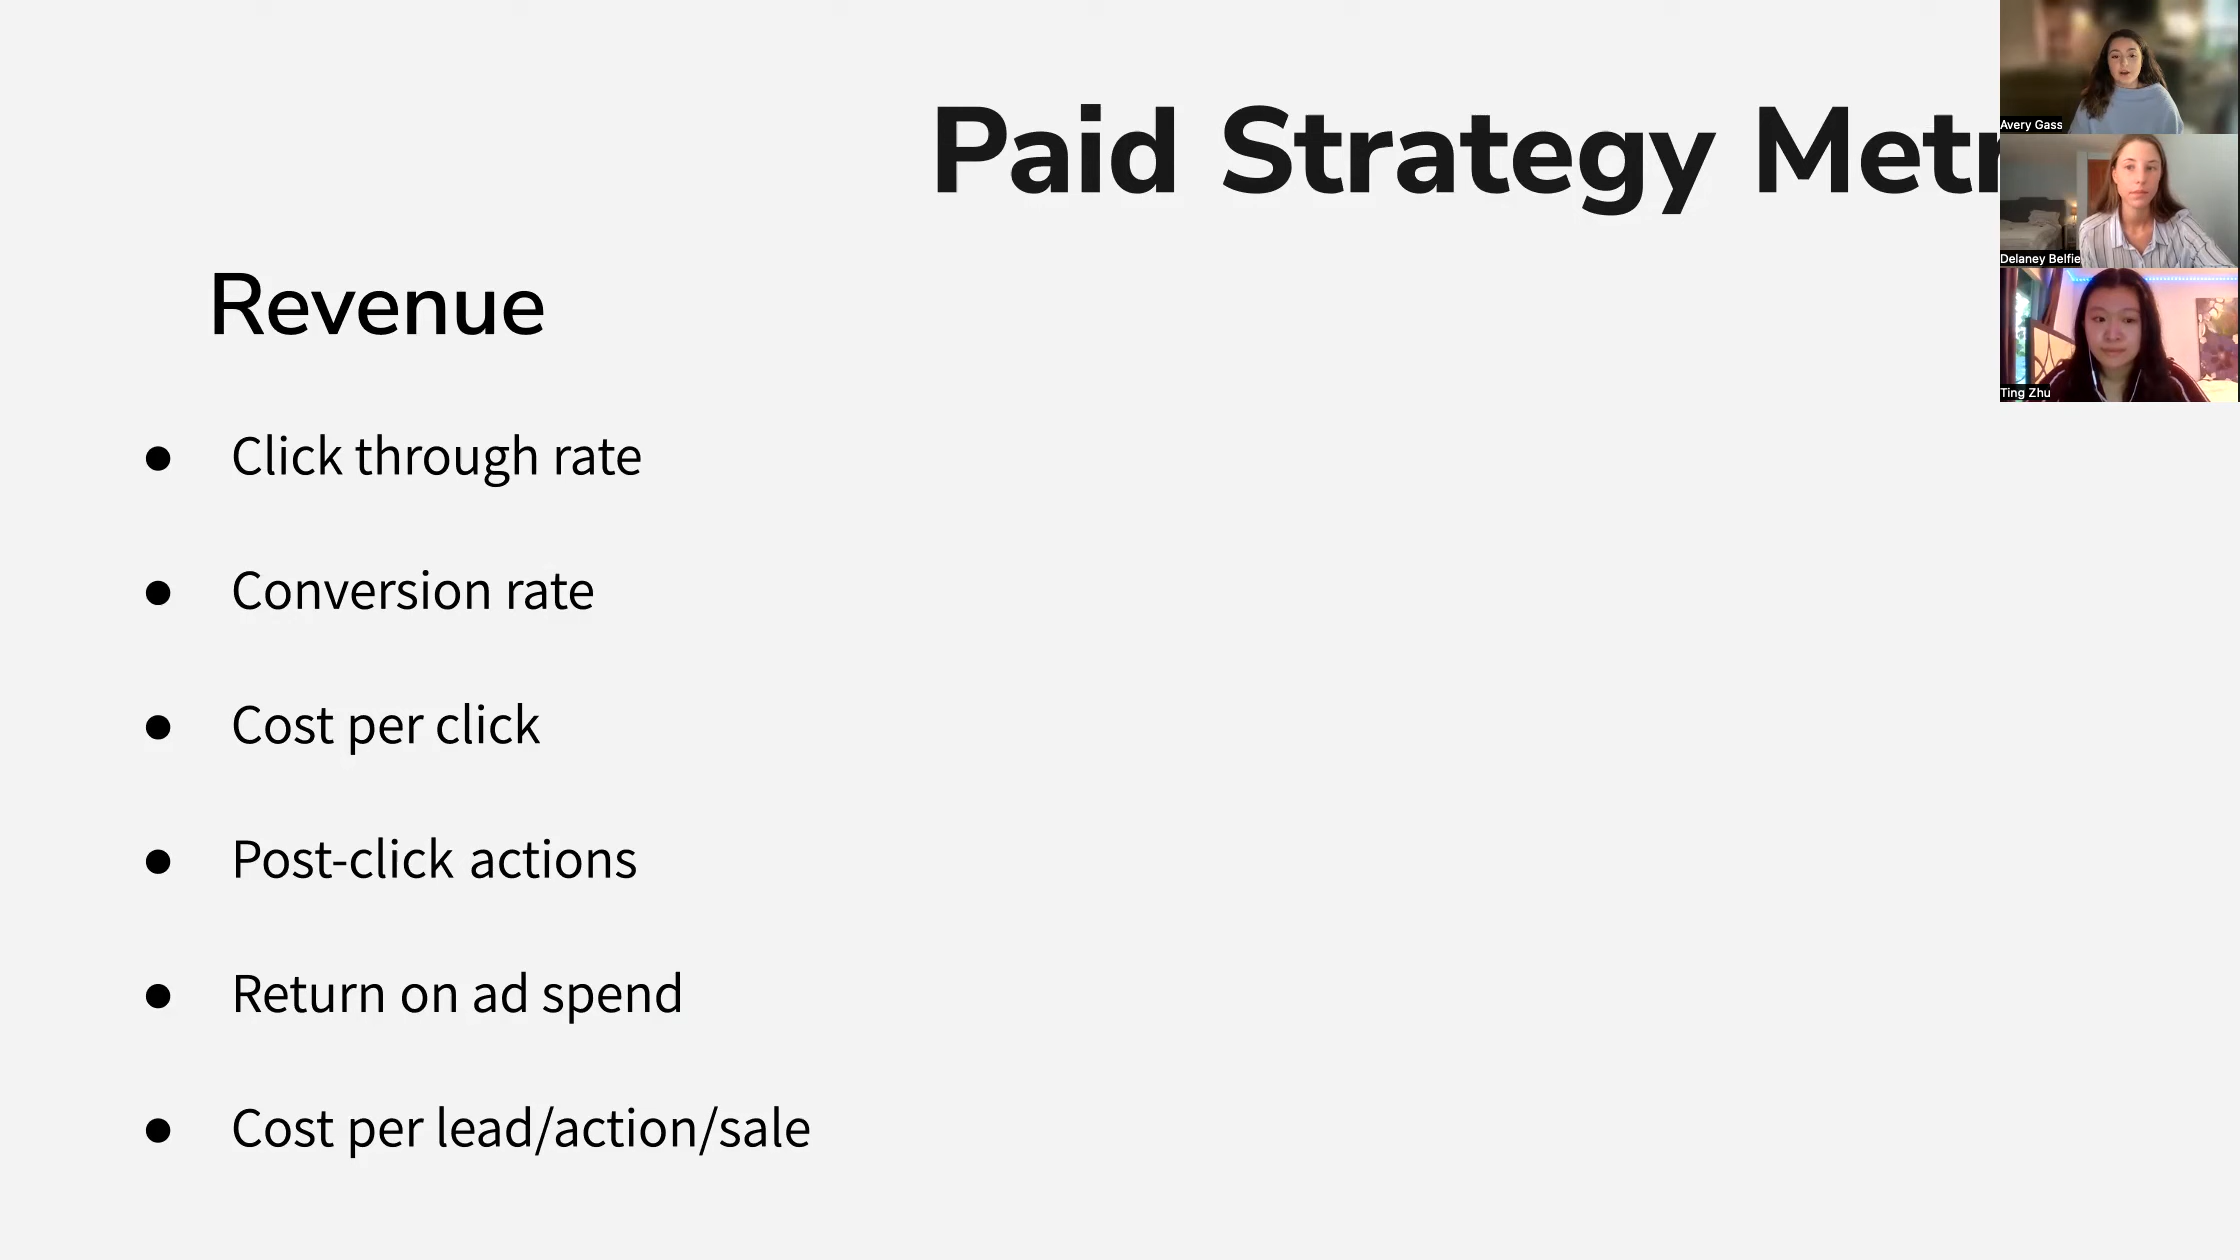 Paid Strategy Metr
Avery Gass
Delaney Belfie
Ting Zhu
Revenue
● Click through rate
● Conversion rate
● Cost per click
● Post-click actions
● Return on ad spend
● Cost per lead/action/sale